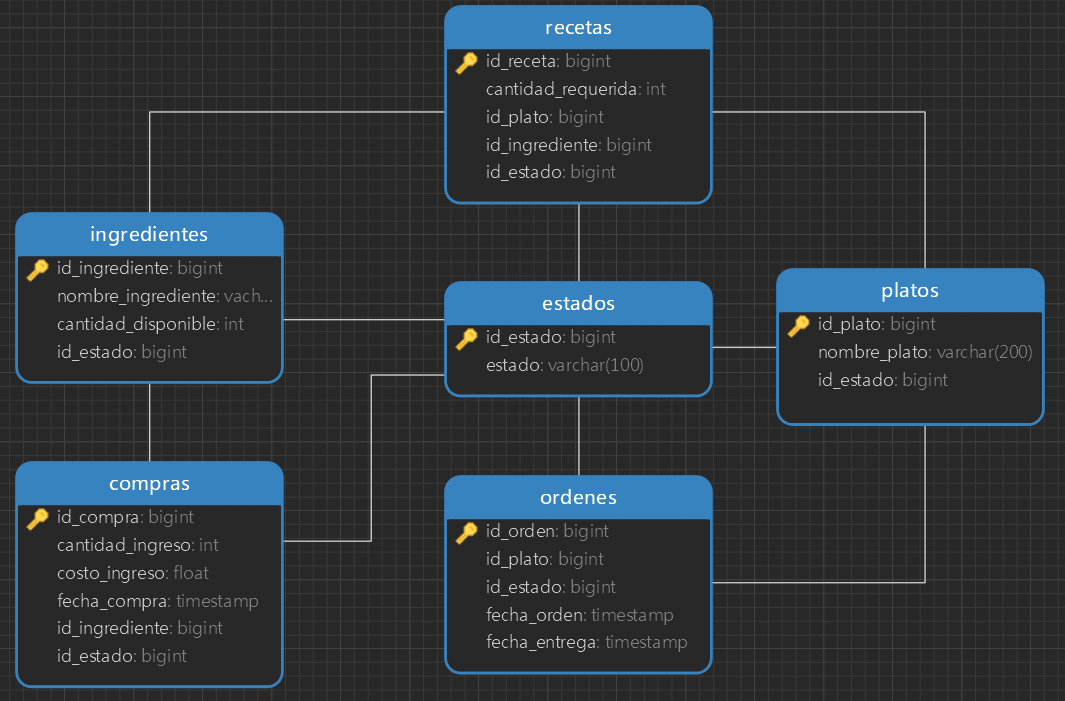 recetas
id_receta: bigint
cantidad_requerida: int
id_plato: bigint
id_ingrediente: bigint
id_estado: bigint
ingredientes
id_ingrediente: bigint
nombre_ingrediente: vach...
cantidad_disponible: int
id_estado: bigint
estados
id_estado: bigint
estado: varchar(100)
platos
id_plato: bigint
nombre_plato: varchar(200)
id_estado: bigint
compras
id_compra: bigint
cantidad_ingreso: int
costo_ingreso: float
fecha_compra: timestamp
id_ingrediente: bigint
id_estado: bigint
ordenes
id_orden: bigint
id_plato: bigint
id_estado: bigint
fecha_orden: timestamp
fecha_entrega: timestamp